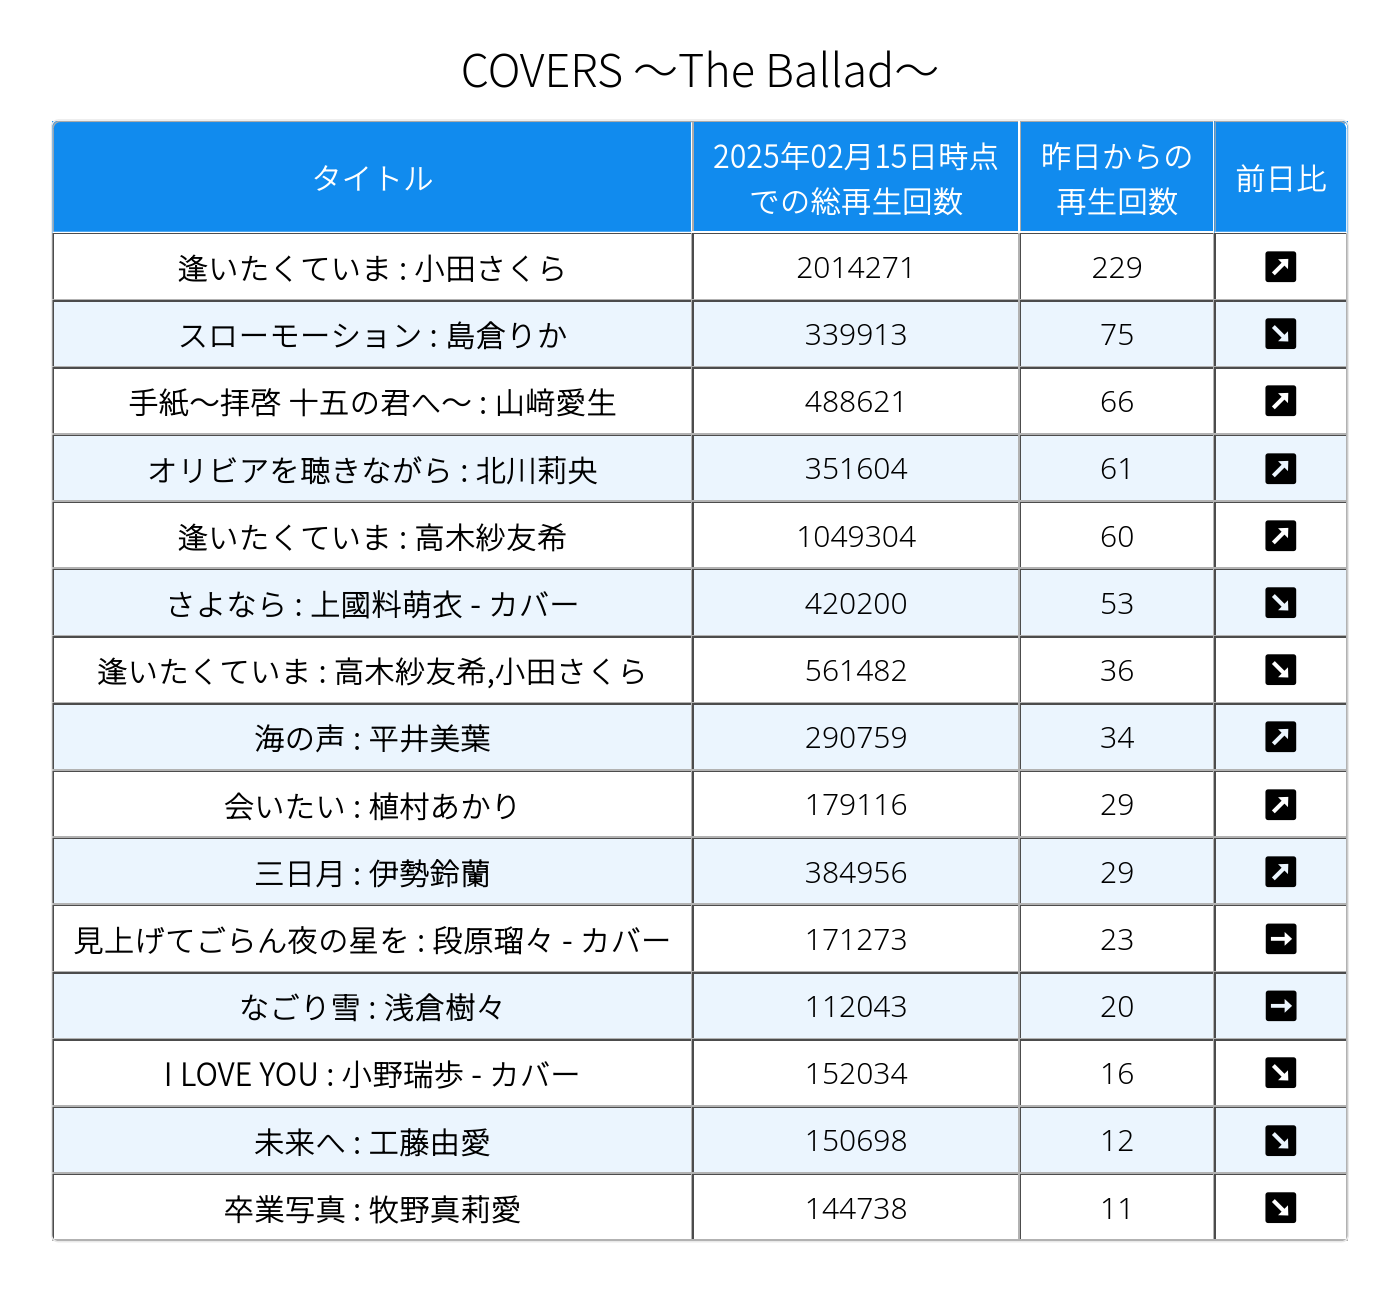 COVERS ～The Ballad～
タイトル 2025年02月15日時点での総再生回数 昨日からの再生回数 前日比
逢いたくていま : 小田さくら 2014271 229 ↗
スローモーション : 島倉りか 339913 75 ↘
手紙～拝啓 十五の君へ～ : 山﨑愛生 488621 66 ↗
オリビアを聴きながら : 北川莉央 351604 61 ↗
逢いたくていま : 高木紗友希 1049304 60 ↗
さよなら : 上國料萌衣 - カバー 420200 53 ↘
逢いたくていま : 高木紗友希,小田さくら 561482 36 ↘
海の声 : 平井美葉 290759 34 ↗
会いたい : 植村あかり 179116 29 ↗
三日月 : 伊勢鈴蘭 384956 29 ↗
見上げてごらん夜の星を : 段原瑠々 - カバー 171273 23 →
なごり雪 : 浅倉樹々 112043 20 →
I LOVE YOU : 小野瑞歩 - カバー 152034 16 ↘
未来へ : 工藤由愛 150698 12 ↘
卒業写真 : 牧野真莉愛 144738 11 ↘